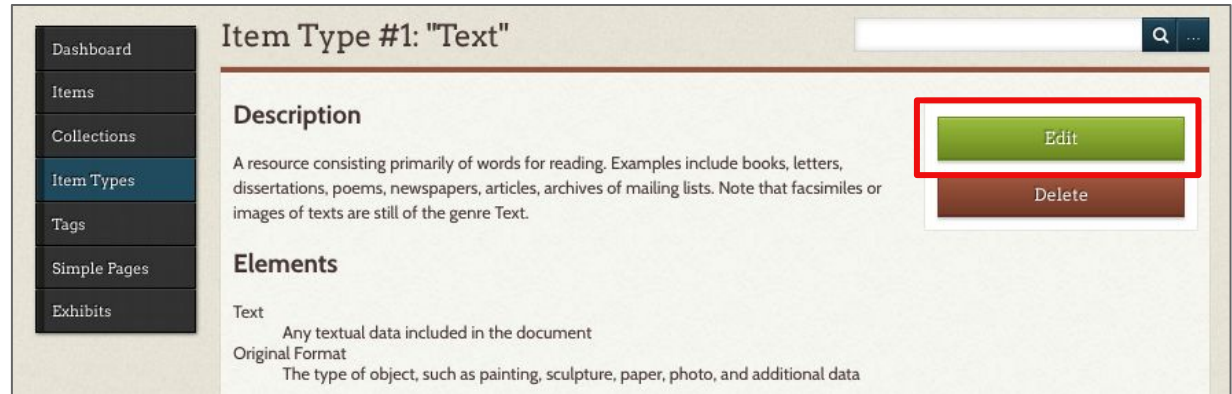 Dashboard
Items
Collections
Item Types
Tags
Simple Pages
Exhibits
Item Type #1: "Text"
...
Description
A resource consisting primarily of words for reading. Examples include books, letters,
dissertations, poems, newspapers, articles, archives of mailing lists. Note that facsimiles or
images of texts are still of the genre Text.
Elements
Text
Any textual data included in the document
Original Format
The type of object, such as painting, sculpture, paper, photo, and additional data
Edit
Delete